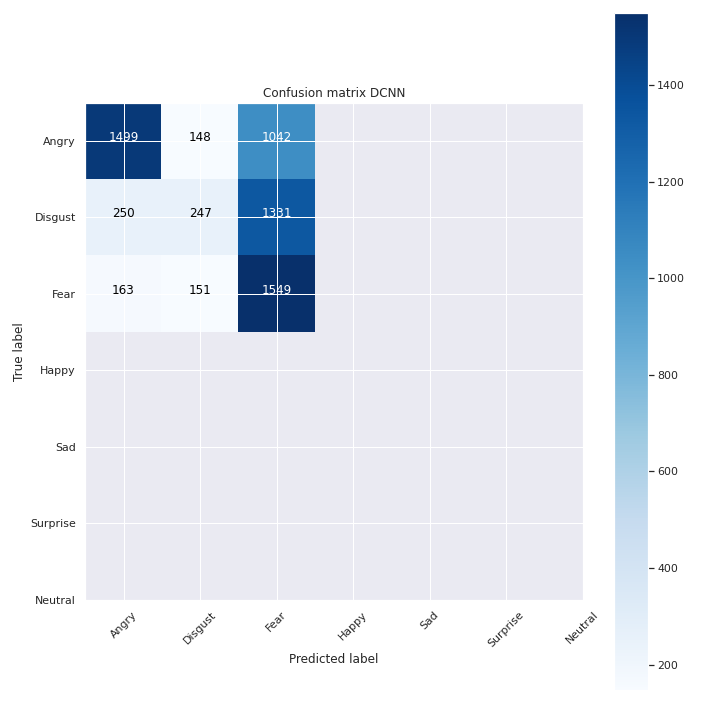 Confusion matrix DCNN
Angry 1499 148 1042
Disgust 250 247 1331
Fear 163 151 1549
Happy
Sad
Surprise
Neutral
True label
Angry Disgust Fear Happy Sad Surprise Neutral
Predicted label
1400
1200
1000
800
600
400
200